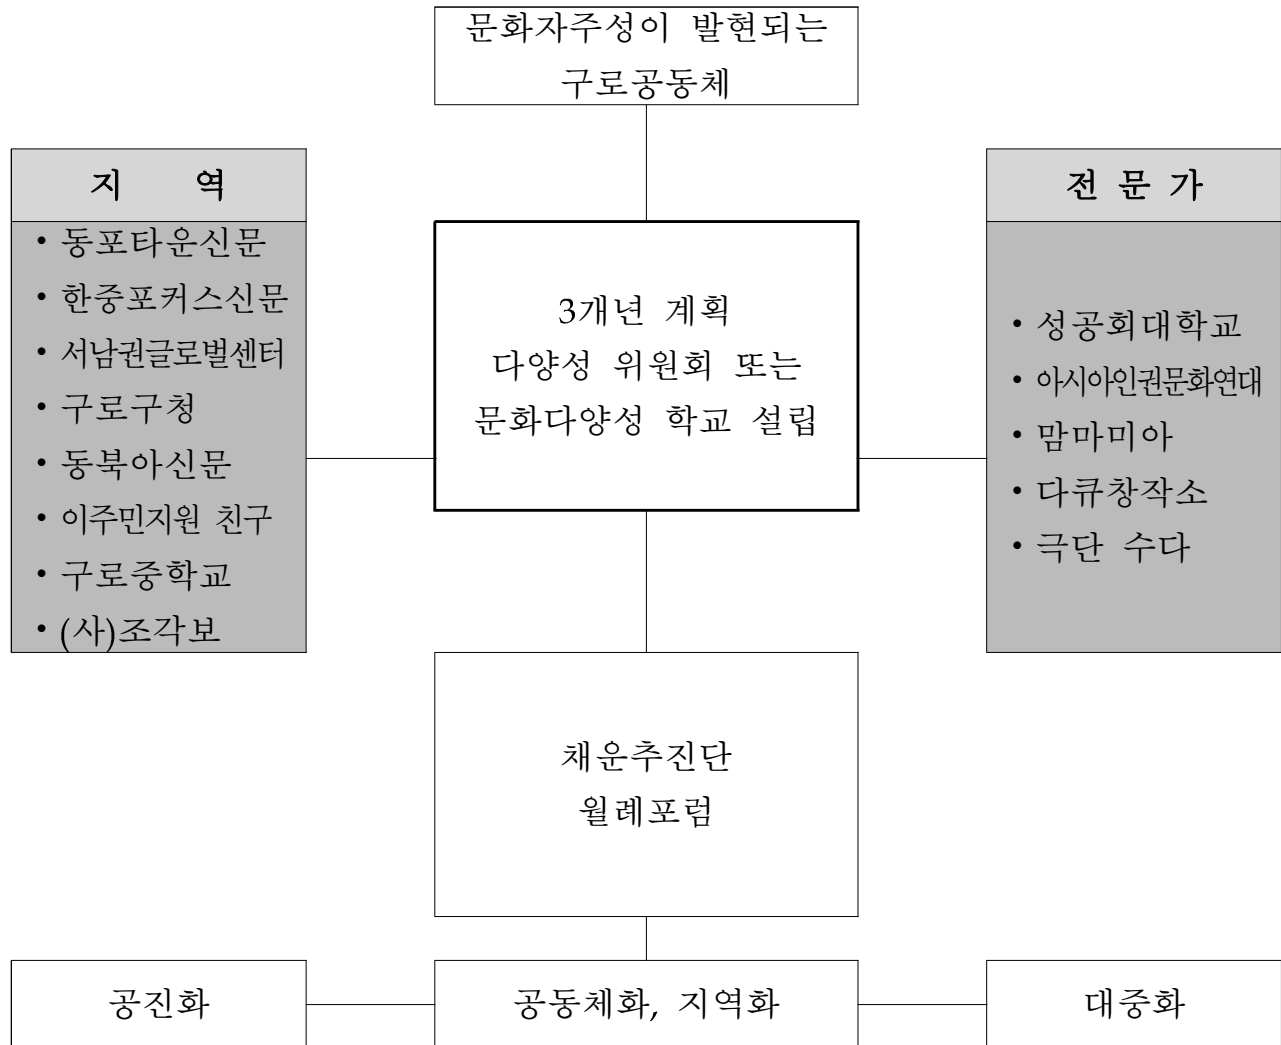 문화자주성이 발현되는
구로공동체
지 역
• 동포타운신문
• 한중포커스신문
• 서남권글로벌센터
• 구로구청
• 동북아신문
• 이주민지원 친구
• 구로중학교
• (사)조각보
3개년 계획
다양성 위원회 또는
문화다양성 학교 설립
전 문 가
• 성공회대학교
• 아시아인권문화연대
• 맘마미아
• 다큐창작소
• 극단 수다
채운추진단
월례포럼
공진화
공동체화, 지역화
대중화